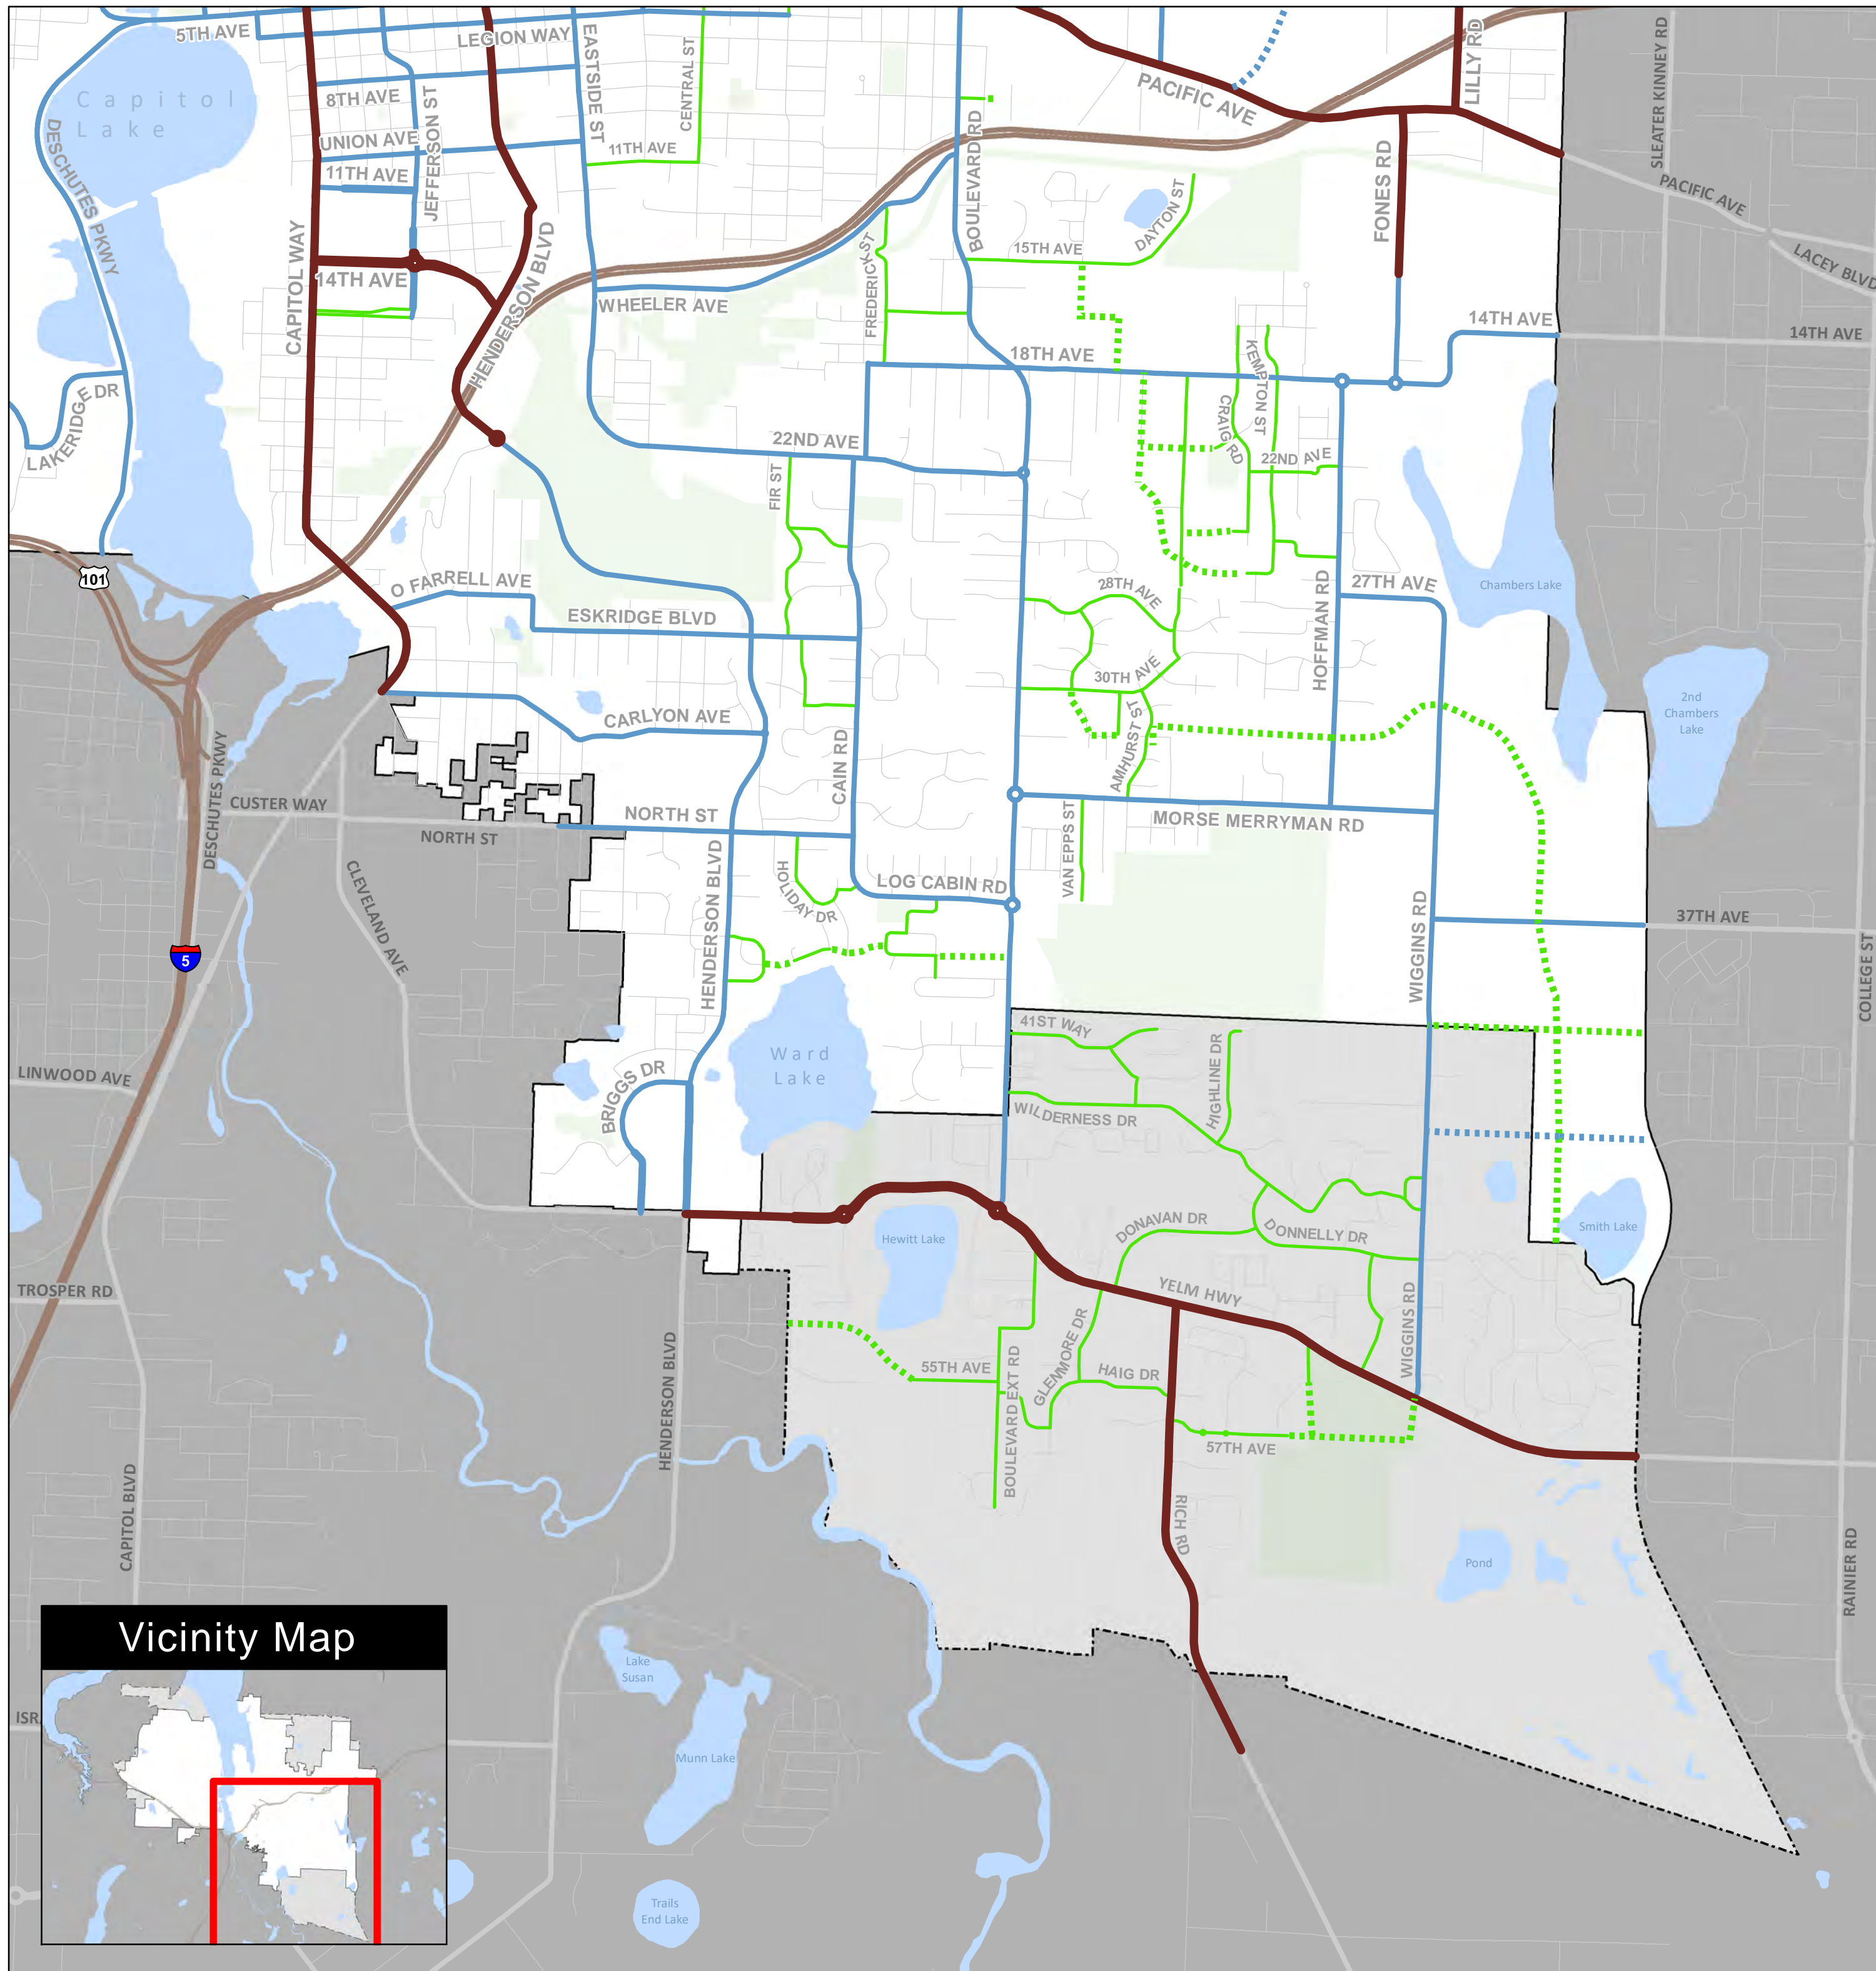 5TH AVE
LEGION WAY
EASTSIDE ST
CENTRAL ST
LILLY RD
SLEATER KINNEY RD
Capitol
Lake
8TH AVE
JEFFERSON ST
PACIFIC AVE
BOULEVARD RD
UNION AVE
11TH AVE
11TH AVE
DESCHUTES PKWY
FONES RD
PACIFIC AVE
DAYTON ST
15TH AVE
LACEY BLVD
CAPITOL WAY
14TH AVE
HENDERSON BLVD
WHEELER AVE
FREDERICK ST
14TH AVE
14TH AVE
18TH AVE
KEMPTON ST
CRAIG RD
LAKERIDGE DR
22ND AVE
22ND AVE
FIR ST
101
O FARRELL AVE
ESKRIDGE BLVD
28TH AVE
27TH AVE
Chambers Lake
HOFFMAN RD
30TH AVE
2nd
Chambers
Lake
CARLYON AVE
AMHURST ST
CAIN RD
DESCHUTES PKWY
CUSTER WAY
NORTH ST
NORTH ST
MORSE MERRYMAN RD
VAN EPPS ST
CLEVELAND AVE
HOLIDAY DR
LOG CABIN RD
HENDERSON BLVD
WIGGINS RD
37TH AVE
COLLEGE ST
5
41ST WAY
HIGHLINE DR
Ward
Lake
LINWOOD AVE
BRIGGS DR
WILDERNESS DR
Hewitt Lake
DONAVAN DR
DONNELLY DR
Smith Lake
TROSPER RD
YELM HWY
WIGGINS RD
HENDERSON BLVD
55TH AVE
BOULEVARD EXT RD
GLENMORE DR
HAIG DR
57TH AVE
CAPITOL BLVD
RICH RD
Pond
RAINIER RD
Vicinity Map
Lake
Susan
ISR
Munn Lake
Trails
End Lake